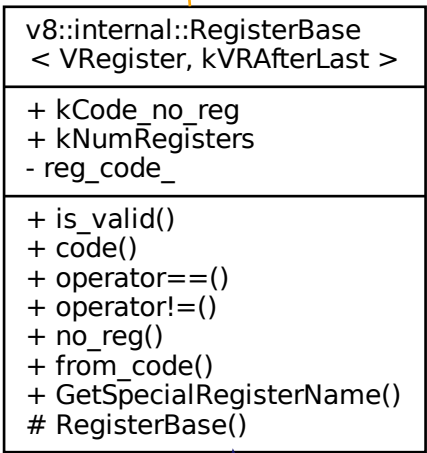 v8::internal::RegisterBase
< VRegister, kVRAfterLast >
+ kCode_no_reg
+ kNumRegisters
- reg_code_
+ is_valid()
+ code()
+ operator==()
+ operator!=()
+ no_reg()
+ from_code()
+ GetSpecialRegisterName()
# RegisterBase()